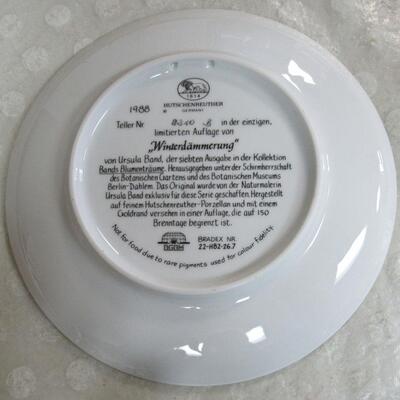 1814
1988
HUTSCHENREUTHER
GERMANY
Teller Nr. in der einzigen,
limitierten Auflage von
„Winterdämmerung“
von Ursula Band, der siebten Ausgabe in der Kollektion
Bands Blumenträume. Herausgegeben unter der Schirmherrschaft
des Botanischen Gartens und des Botanischen Museums
Berlin-Dahlem. Das Original wurde von der Naturmalerin
Ursula Band exklusiv für diese Serie geschaffen. Hergestellt
auf feinem Hutschenreuther-Porzellan und mit einem
Goldrand versehen in einer Auflage, die auf 150
Brenntage begrenzt ist.
BGBM
BRADEX NR.
22-H82-26.7
Not for food due to rare pigments used for colour fidelity.